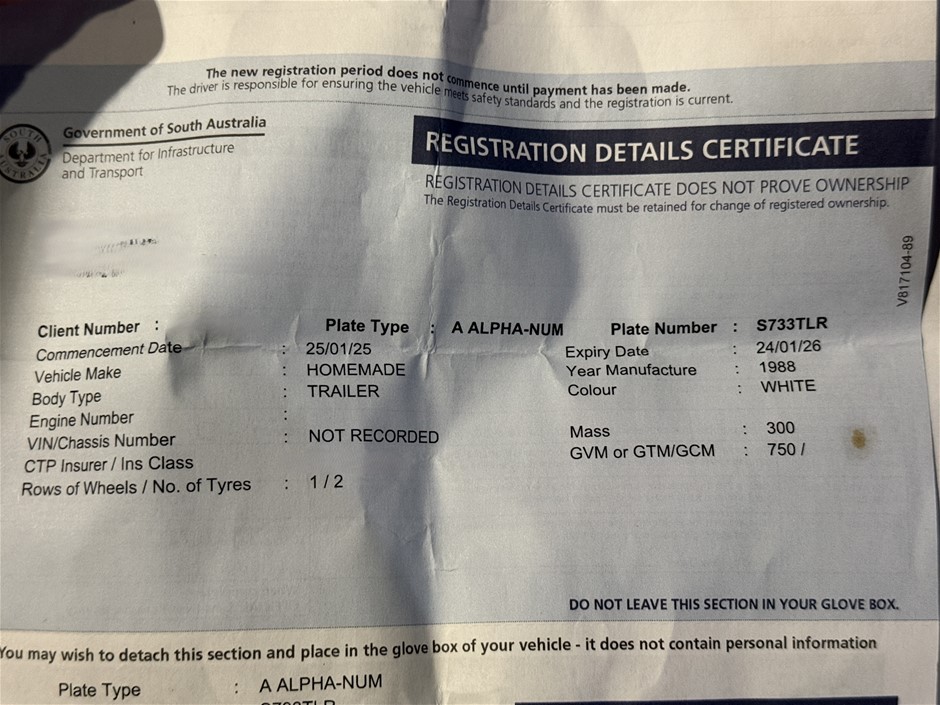 The new registration period does not commence until payment has been made.
The driver is responsible for ensuring the vehicle meets safety standards and the registration is current.
SOUTH AUSTRALIA
Government of South Australia
Department for Infrastructure
and Transport
REGISTRATION DETAILS CERTIFICATE
REGISTRATION DETAILS CERTIFICATE DOES NOT PROVE OWNERSHIP
The Registration Details Certificate must be retained for change of registered ownership.
V817104-89
Client Number : Plate Type : A ALPHA-NUM Plate Number : S733TLR
Commencement Date : 25/01/25 Expiry Date : 24/01/26
Vehicle Make : HOMEMADE Year Manufacture : 1988
Body Type : TRAILER Colour : WHITE
Engine Number :
VIN/Chassis Number : NOT RECORDED Mass : 300
CTP Insurer / Ins Class GVM or GTM/GCM : 750 /
Rows of Wheels / No. of Tyres : 1 / 2
DO NOT LEAVE THIS SECTION IN YOUR GLOVE BOX.
You may wish to detach this section and place in the glove box of your vehicle - it does not contain personal information
Plate Type : A ALPHA-NUM